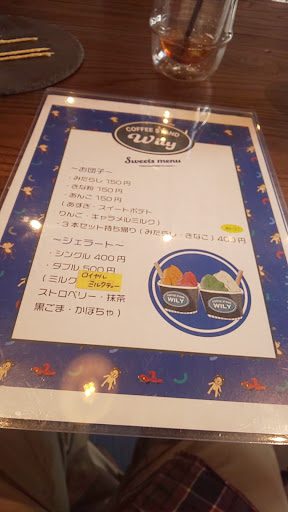 COFFEE STAND
Wily
Sweets menu
～お団子～
・みたらし 150円
・きな粉 150円
・あんこ 150円
(あずき・スイートポテト
りんご・キャラメルミルク)
・3本セット持ち帰り(みたらし・きなこ) 400円
～ジェラート～
・シングル 400円
・ダブル 500円
(ミルク
ロイヤル
ミルクティー
ストロベリー・抹茶
黒ごま・かぼちゃ)
WILY
WILY